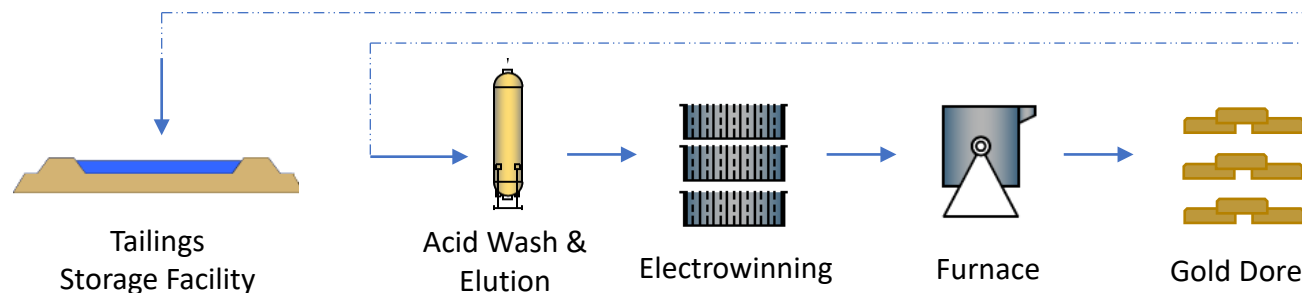 Tailings
Storage Facility
Acid Wash &
Elution
Electrowinning
Furnace
Gold Dore